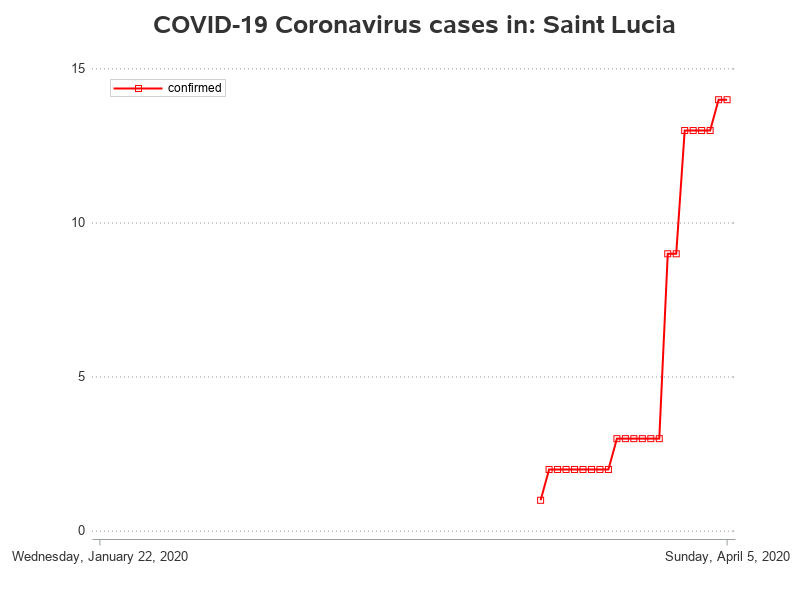 COVID-19 Coronavirus cases in: Saint Lucia
15
confirmed
10
5
0
Wednesday, January 22, 2020
Sunday, April 5, 2020